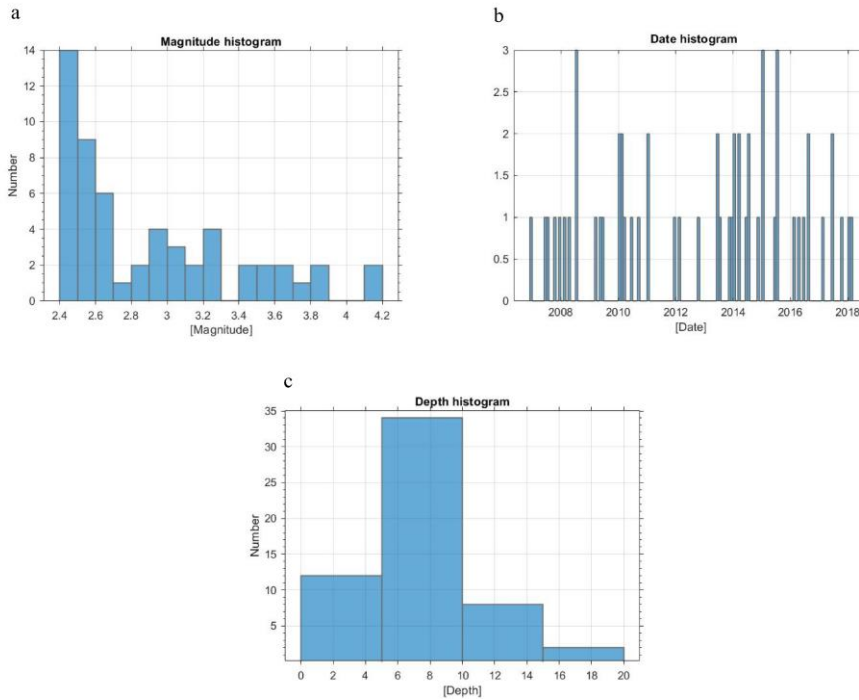 a
Magnitude histogram
14
12
10
8
6
4
2
0
Number
2.4 2.6 2.8 3 3.2 3.4 3.6 3.8 4 4.2
[Magnitude]
b
Date histogram
3
2.5
2
1.5
1
0.5
0
2008 2010 2012 2014 2016 2018
[Date]
c
Depth histogram
35
30
25
20
15
10
5
Number
0 2 4 6 8 10 12 14 16 18 20
[Depth]